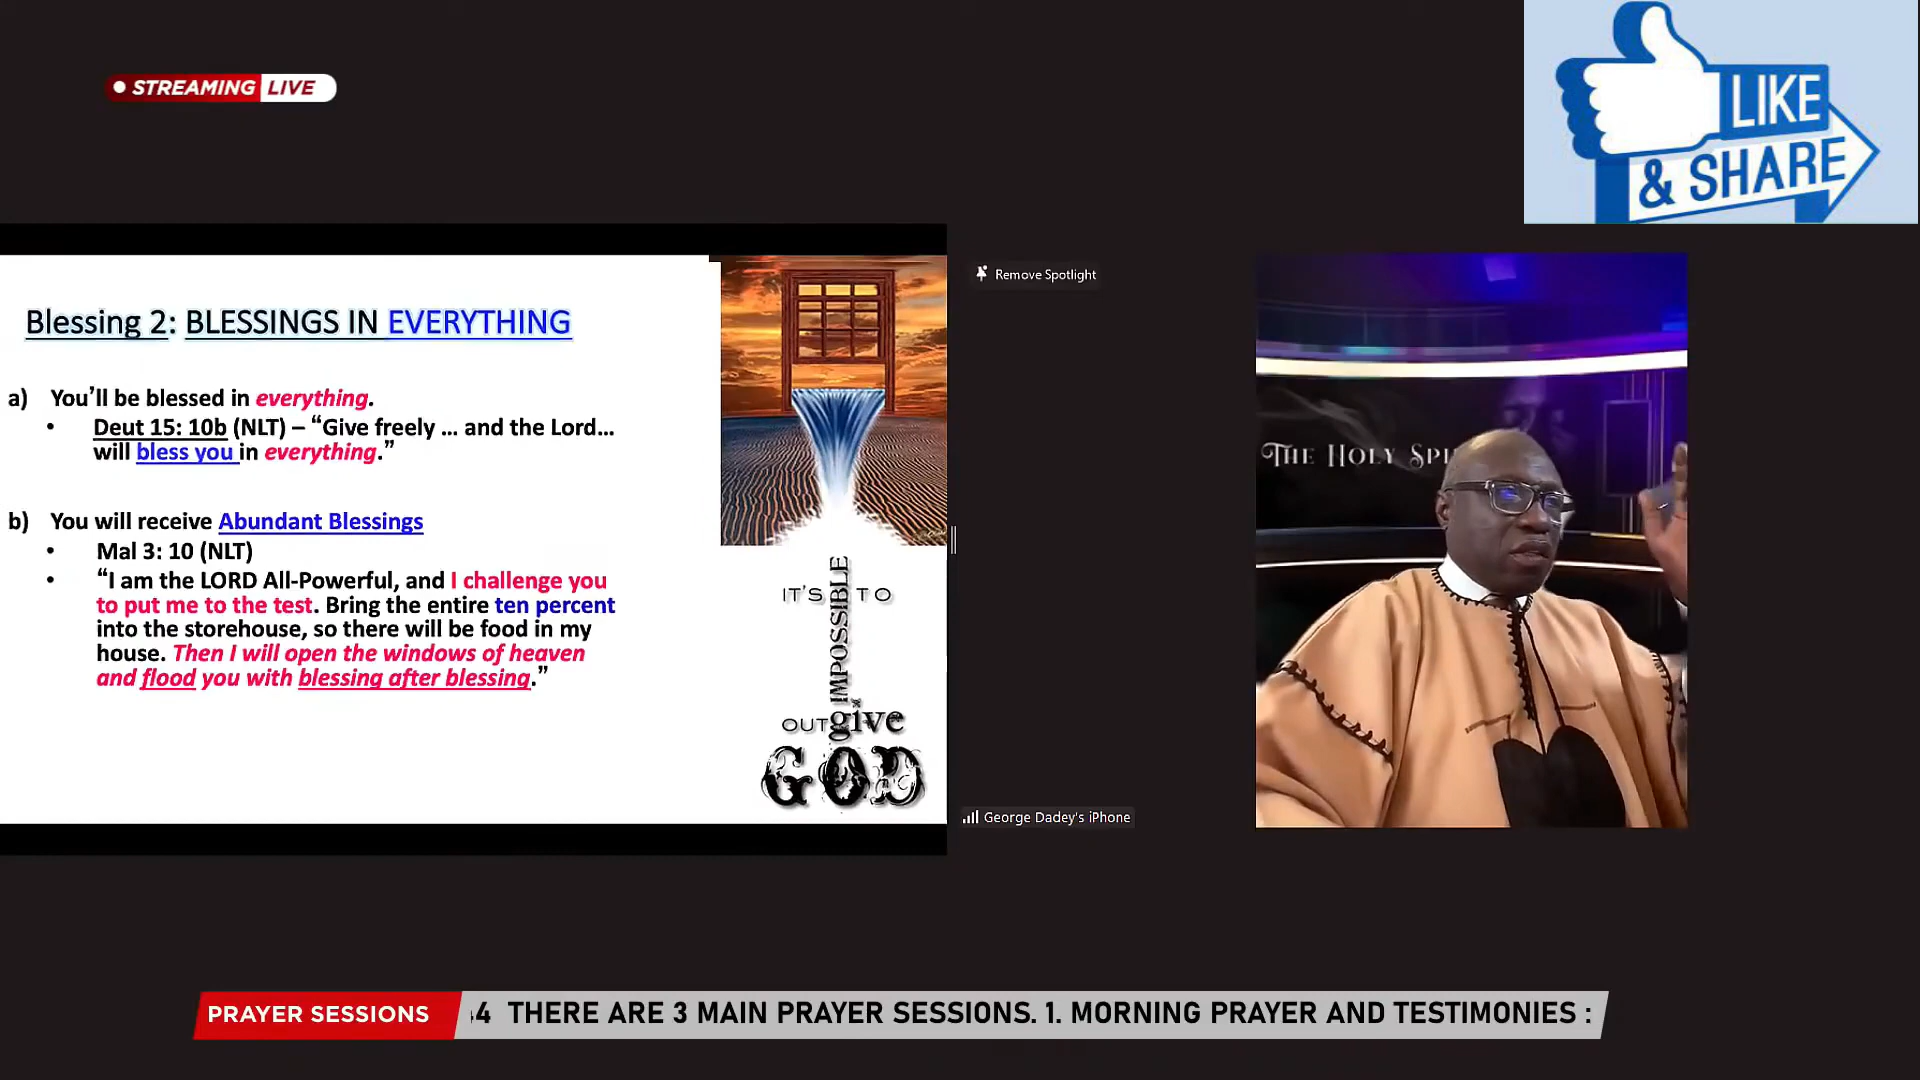 STREAMING LIVE
LIKE
& SHARE
Remove Spotlight
Blessing 2: BLESSINGS IN EVERYTHING
a) You’ll be blessed in everything.
• Deut 15: 10b (NLT) – “Give freely ... and the Lord...
will bless you in everything.”
b) You will receive Abundant Blessings
• Mal 3: 10 (NLT)
• “I am the LORD All-Powerful, and I challenge you
to put me to the test. Bring the entire ten percent
into the storehouse, so there will be food in my
house. Then I will open the windows of heaven
and flood you with blessing after blessing.”
IT'S IMPOSSIBLE TO
OUTgive
GOD
THE HOLY
George Dadey's iPhone
PRAYER SESSIONS 4 THERE ARE 3 MAIN PRAYER SESSIONS. 1. MORNING PRAYER AND TESTIMONIES :